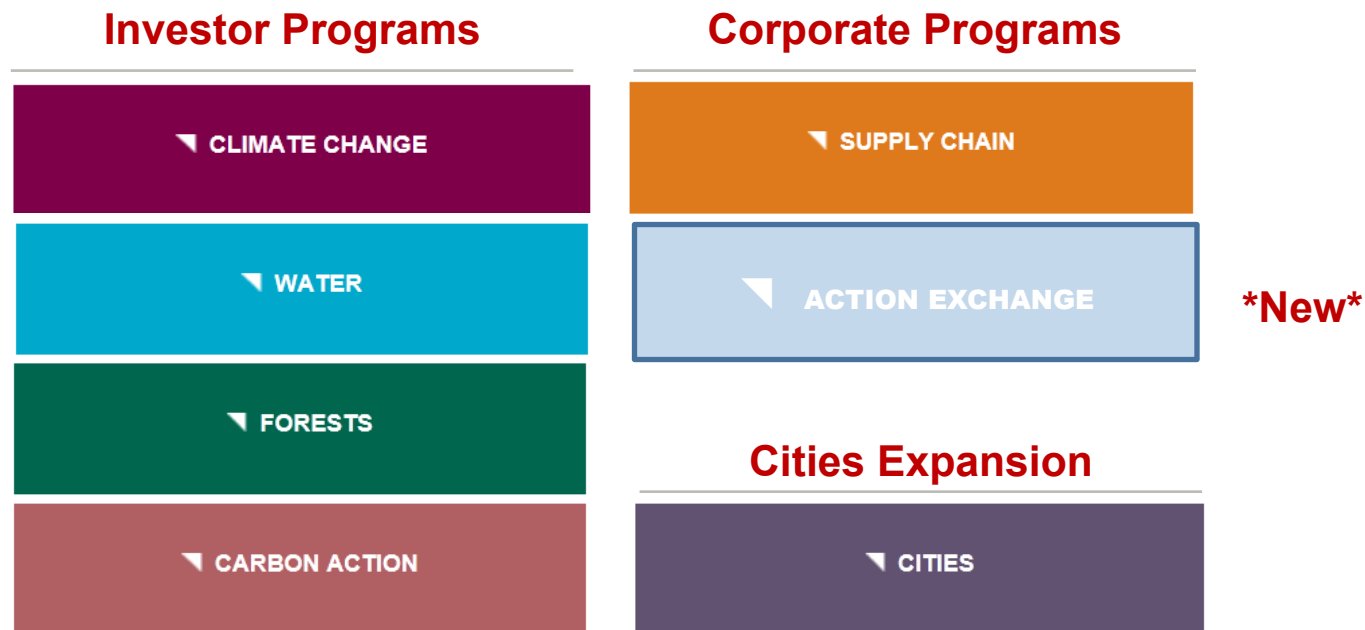 Investor Programs
CLIMATE CHANGE
WATER
FORESTS
CARBON ACTION
Corporate Programs
SUPPLY CHAIN
ACTION EXCHANGE
*New*
Cities Expansion
CITIES